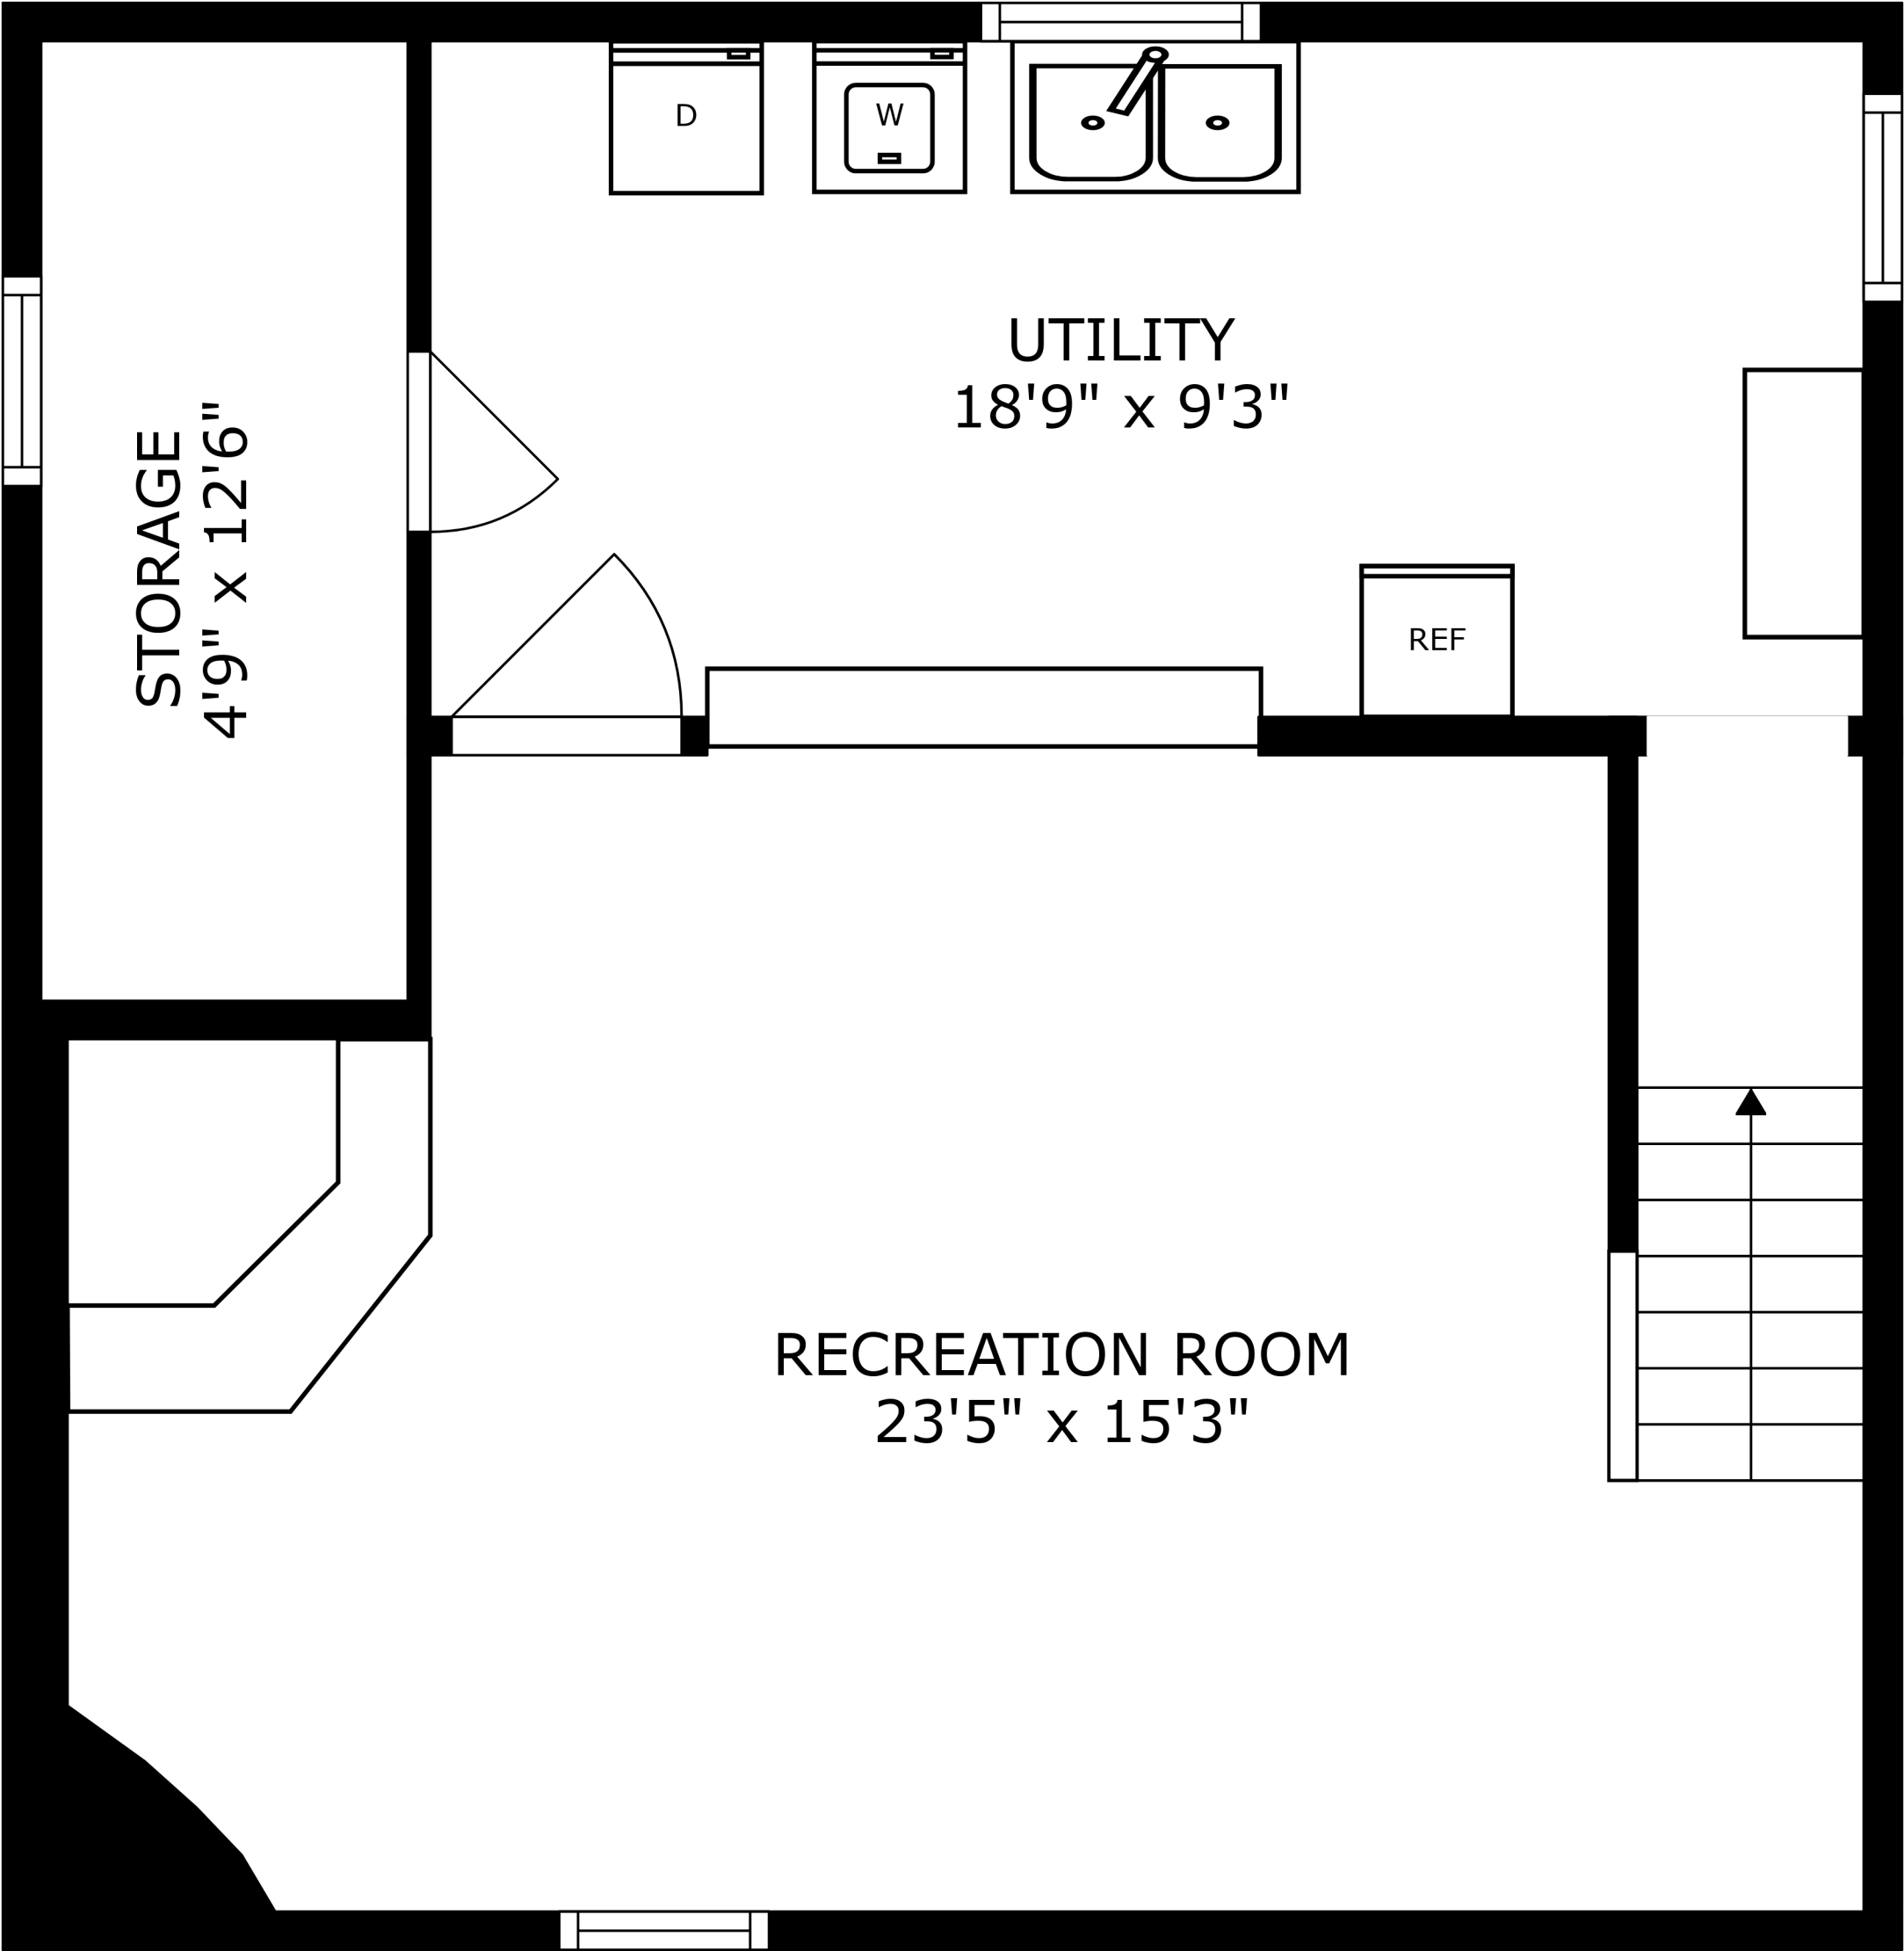 D
W
UTILITY
18'9" x 9'3"
STORAGE
4'9" x 12'6"
REF
RECREATION ROOM
23'5" x 15'3"